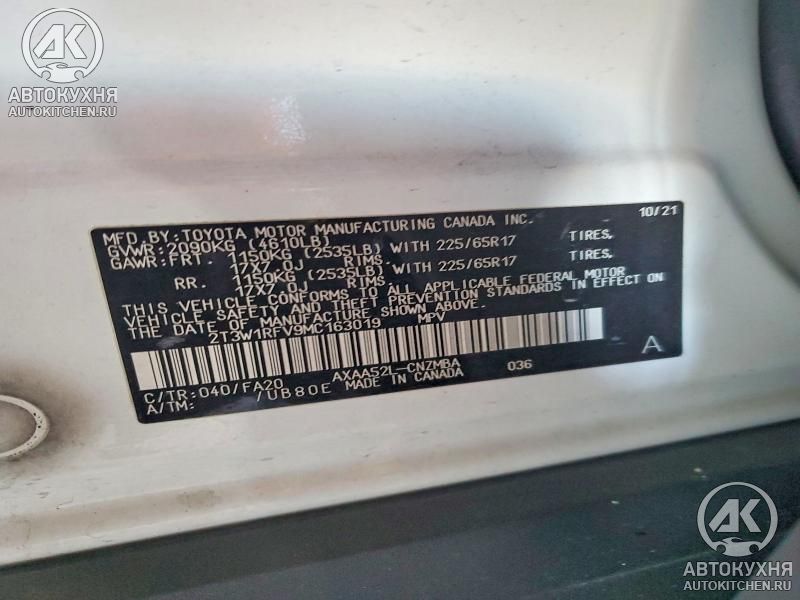 AK
АВТОКУХНЯ
AUTOKITCHEN.RU
10/21
MFD.BY:TOYOTA MOTOR MANUFACTURING CANADA INC.
GVWR:2090KG (4610LB)
GAWR:FRT. 1150KG (2535LB) WITH 225/65R17 TIRES,
17X7.0J RIMS.
RR. 1150KG (2535LB) WITH 225/65R17 TIRES,
17X7.0J RIMS.
THIS VEHICLE CONFORMS TO ALL APPLICABLE FEDERAL MOTOR
VEHICLE SAFETY AND THEFT PREVENTION STANDARDS IN EFFECT ON
THE DATE OF MANUFACTURE SHOWN ABOVE.
2T3W1RFV9MC163019 MPV
A
C/TR:040/FA20 AXAA52L-CNZMBA 036
A/TM: /UB80E MADE IN CANADA
AK
АВТОКУХНЯ
AUTOKITCHEN.RU